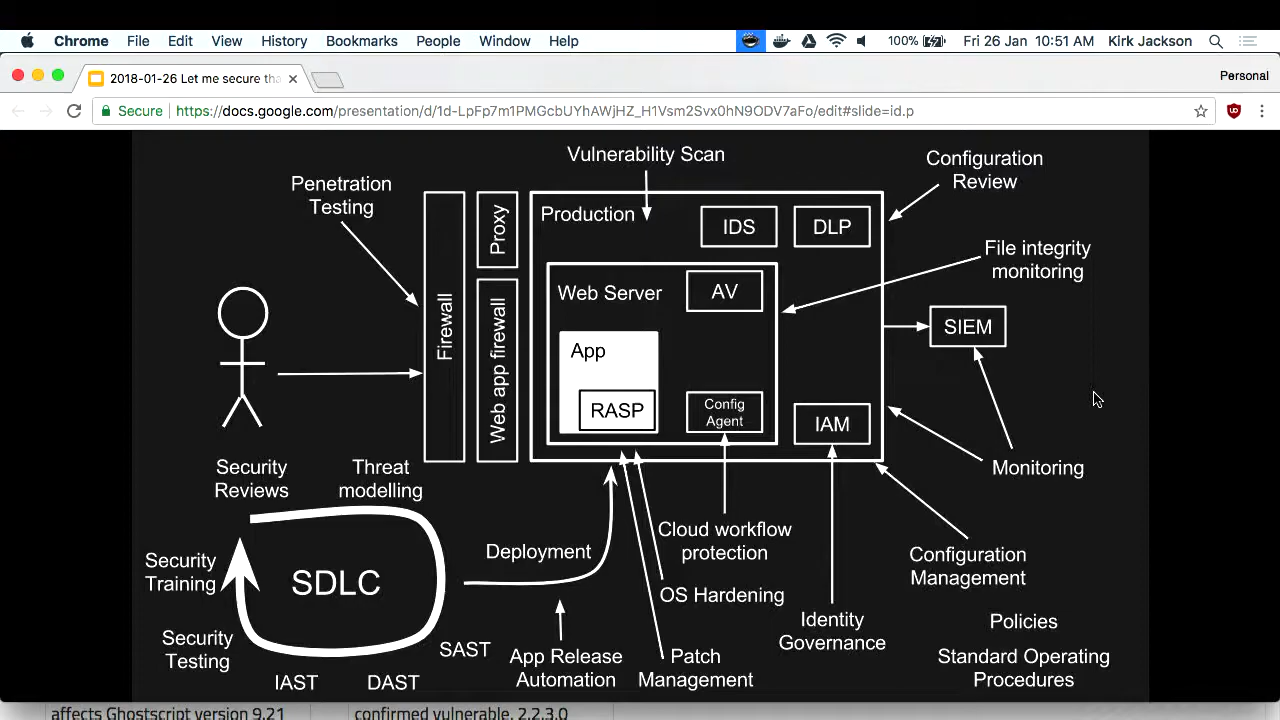 Chrome File Edit View History Bookmarks People Window Help 100% Fri 26 Jan 10:51 AM Kirk Jackson
2018-01-26 Let me secure tha
Personal
Secure https://docs.google.com/presentation/d/1d-LpFp7m1PMGcbUYhAWjHZ_H1Vsm2Svx0hN9ODV7aFo/edit#slide=id.p
Vulnerability Scan
Configuration
Review
Penetration
Testing
Proxy
Production
IDS
DLP
File integrity
monitoring
Firewall
Web app firewall
Web Server
AV
SIEM
App
RASP
Config
Agent
IAM
Monitoring
Security
Reviews
Threat
modelling
Cloud workflow
protection
Deployment
Configuration
Management
Security
Training
SDLC
OS Hardening
Identity
Governance
Policies
Security
Testing
SAST
App Release
Automation
Patch
Management
Standard Operating
Procedures
IAST
DAST
affects Ghostscript version 9.21
confirmed vulnerable. 2.2.3.0